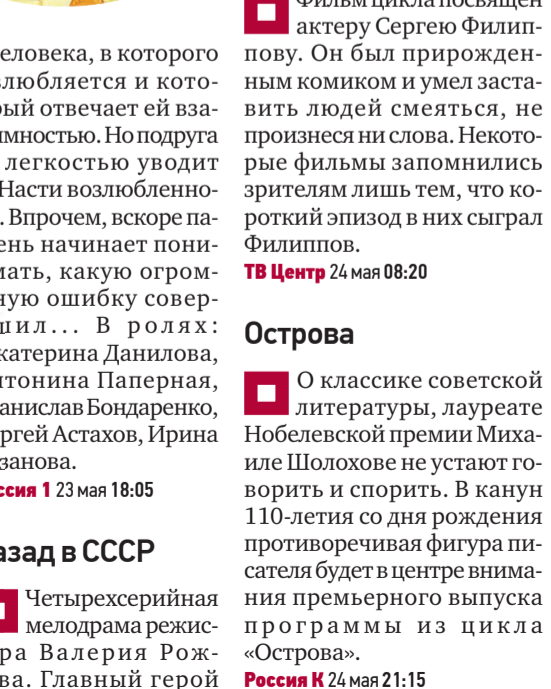 еловека, в которого
влюбляется и кото-
рый отвечает ей вза-
имностью. Но подруга
легкостью уводит
Насти возлюбленно-
. Впрочем, вскоре па-
ень начинает пони-
мать, какую огром-
ную ошибку совер-
шил... В ролях:
катерина Данилова,
нтонина Паперная,
анислав Бондаренко,
ргей Астахов, Ирина
занова.
ссия 1 23 мая 18:05
азад в СССР
Четырехсерийная
мелодрама режис-
ра Валерия Рож-
ва. Главный герой
Фильм цикла посвящен
актеру Сергею Филип-
пову. Он был прирожден-
ным комиком и умел заста-
вить людей смеяться, не
произнеся ни слова. Некото-
рые фильмы запомнились
зрителям лишь тем, что ко-
роткий эпизод в них сыграл
Филиппов.
ТВ Центр 24 мая 08:20
Острова
О классике советской
литературы, лауреате
Нобелевской премии Миха-
иле Шолохове не устают го-
ворить и спорить. В канун
110-летия со дня рождения
противоречивая фигура пи-
сателя будет в центре внима-
ния премьерного выпуска
программы из цикла
«Острова».
Россия К 24 мая 21:15